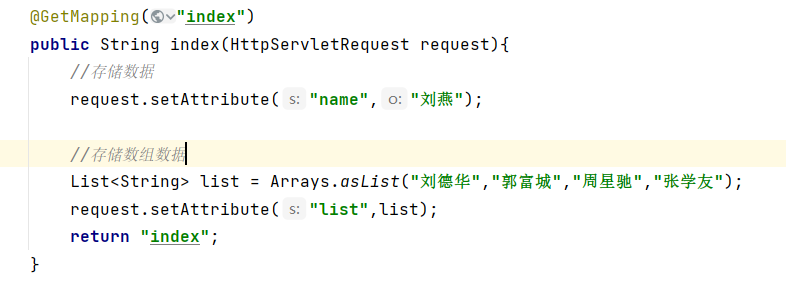 @GetMapping("index")
public String index(HttpServletRequest request){
//存储数据
request.setAttribute( s: "name", o: "刘燕");
//存储数组数据
List<String> list = Arrays.asList("刘德华","郭富城","周星驰","张学友");
request.setAttribute( s: "list",list);
return "index";
}